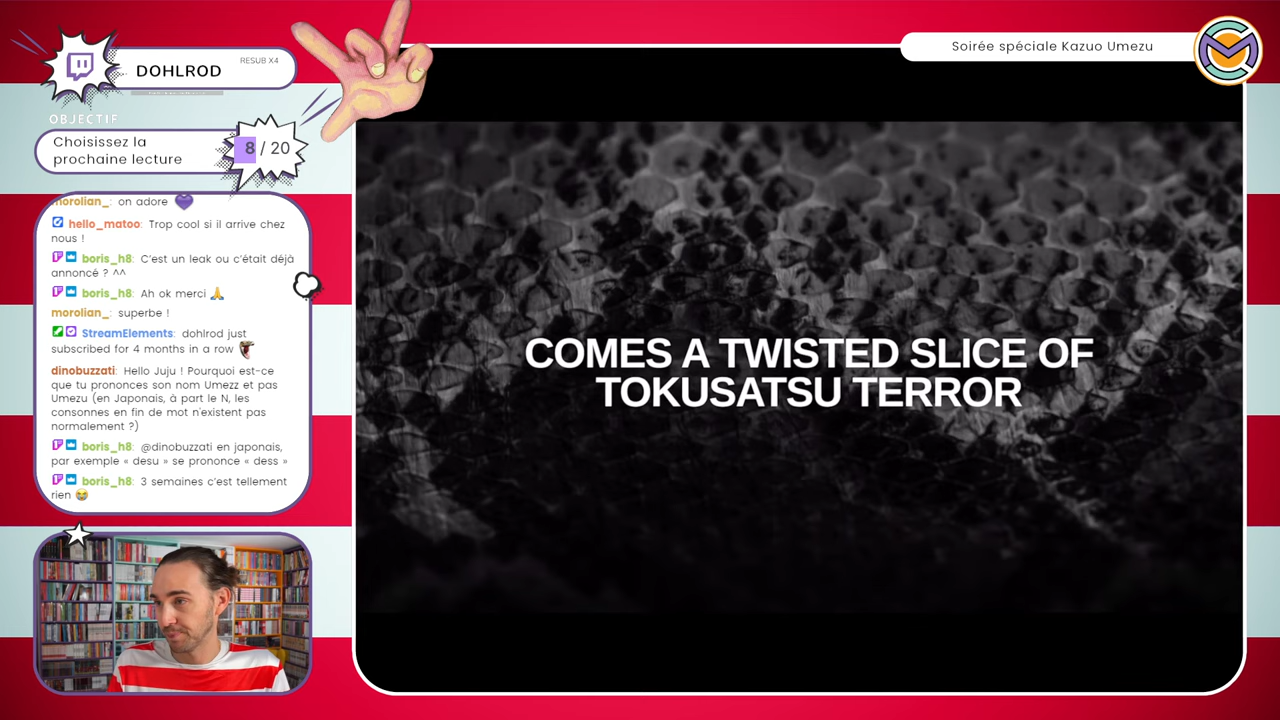 DOHLROD
RESUB X4
OBJECTIF
Choisissez la
prochaine lecture
8 / 20
morolian_: on adore
hello_matoo: Trop cool si il arrive chez
nous !
boris_h8: C'est un leak ou c'était déjà
annoncé ? ^^
boris_h8: Ah ok merci 🙏
morolian_: superbe !
StreamElements: dohlrod just
subscribed for 4 months in a row
dinobuzzati: Hello Juju ! Pourquoi est-ce
que tu prononces son nom Umezz et pas
Umezu (en Japonais, à part le N, les
consonnes en fin de mot n'existent pas
normalement ?)
boris_h8: @dinobuzzati en japonais,
par exemple « desu » se prononce « dess »
boris_h8: 3 semaines c'est tellement
rien 😂
Soirée spéciale Kazuo Umezu
COMES A TWISTED SLICE OF
TOKUSATSU TERROR